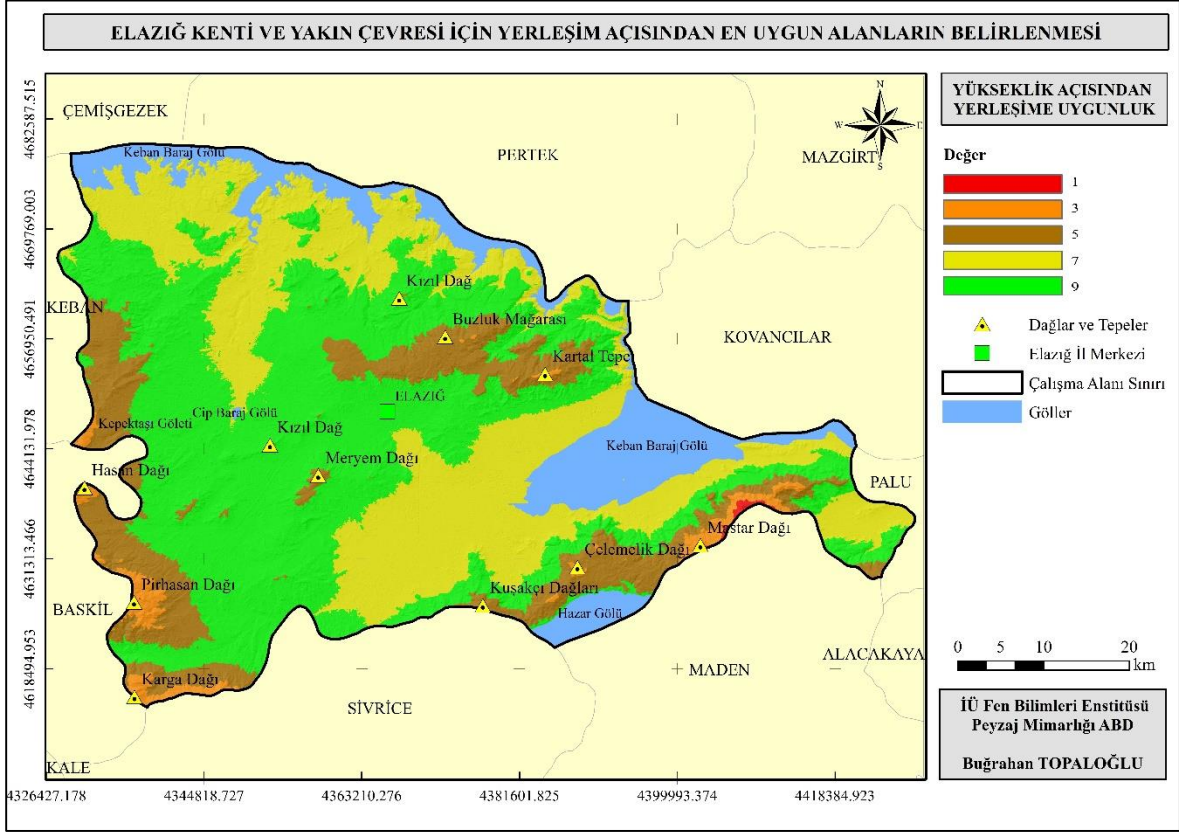 ELAZIĞ KENTİ VE YAKIN ÇEVRESİ İÇİN YERLEŞİM AÇISINDAN EN UYGUN ALANLARIN BELİRLENMESİ
4682587.515
4669769.003
4656950.491
4644131.978
4631313.466
4618494.953
ÇEMİŞGEZEK
PERTEK
MAZGİRT
N
W
E
S
Keban Baraj Gölü
Kızıl Dağ
KEBAN
Buzluk Mağarası
KOVANCILAR
Kartal Tepe
ELAZIĞ
Cip Baraj Gölü
Kepektaşı Göleti
Kızıl Dağ
Keban Baraj Gölü
Meryem Dağı
Hasan Dağı
PALU
Mastar Dağı
Çelemelik Dağı
Pirhasan Dağı
Kuşakçı Dağları
BASKİL
Hazar Gölü
ALACAKAYA
MADEN
Karga Dağı
SİVRİCE
KALE
4326427.178
4344818.727
4363210.276
4381601.825
4399993.374
4418384.923
YÜKSEKLİK AÇISINDAN
YERLEŞİME UYGUNLUK
Değer
1
3
5
7
9
Dağlar ve Tepeler
Elazığ İl Merkezi
Çalışma Alanı Sınırı
Göller
0 5 10 20
km
İÜ Fen Bilimleri Enstitüsü
Peyzaj Mimarlığı ABD
Buğrahan TOPALOĞLU